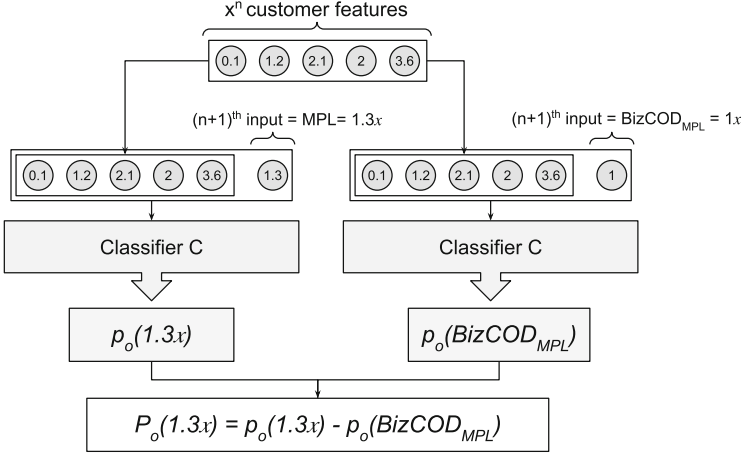 xⁿ customer features
0.1 1.2 2.1 2 3.6
(n+1)ᵗʰ input = MPL= 1.3x
(n+1)ᵗʰ input = BizCOD_MPL = 1x
0.1 1.2 2.1 2 3.6 1.3
0.1 1.2 2.1 2 3.6 1
Classifier C
Classifier C
p_o(1.3x)
p_o(BizCOD_MPL)
P_o(1.3x) = p_o(1.3x) - p_o(BizCOD_MPL)